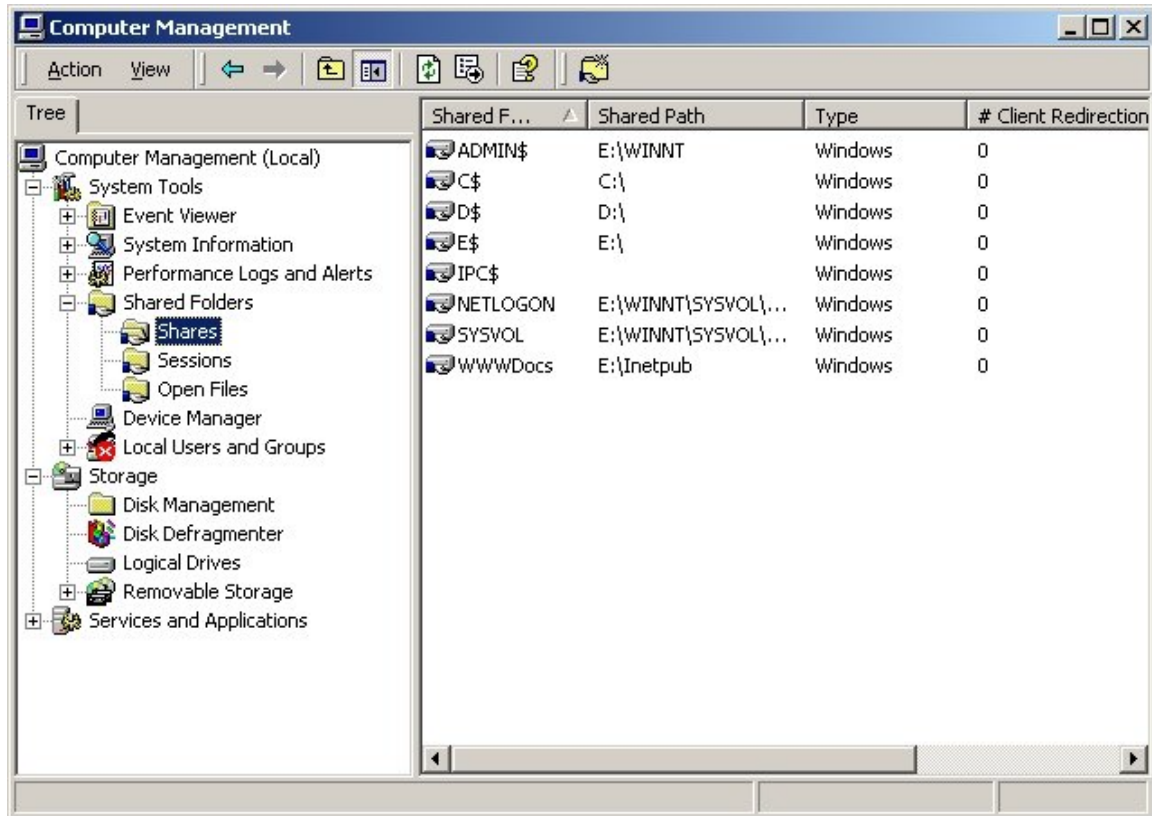 Computer Management
Action View
Tree
Computer Management (Local)
System Tools
Event Viewer
System Information
Performance Logs and Alerts
Shared Folders
Shares
Sessions
Open Files
Device Manager
Local Users and Groups
Storage
Disk Management
Disk Defragmenter
Logical Drives
Removable Storage
Services and Applications
Shared F... Shared Path Type # Client Redirection
ADMIN$ E:\WINNT Windows 0
C$ C:\ Windows 0
D$ D:\ Windows 0
E$ E:\ Windows 0
IPC$ Windows 0
NETLOGON E:\WINNT\SYSVOL\... Windows 0
SYSVOL E:\WINNT\SYSVOL\... Windows 0
WWWDocs E:\Inetpub Windows 0